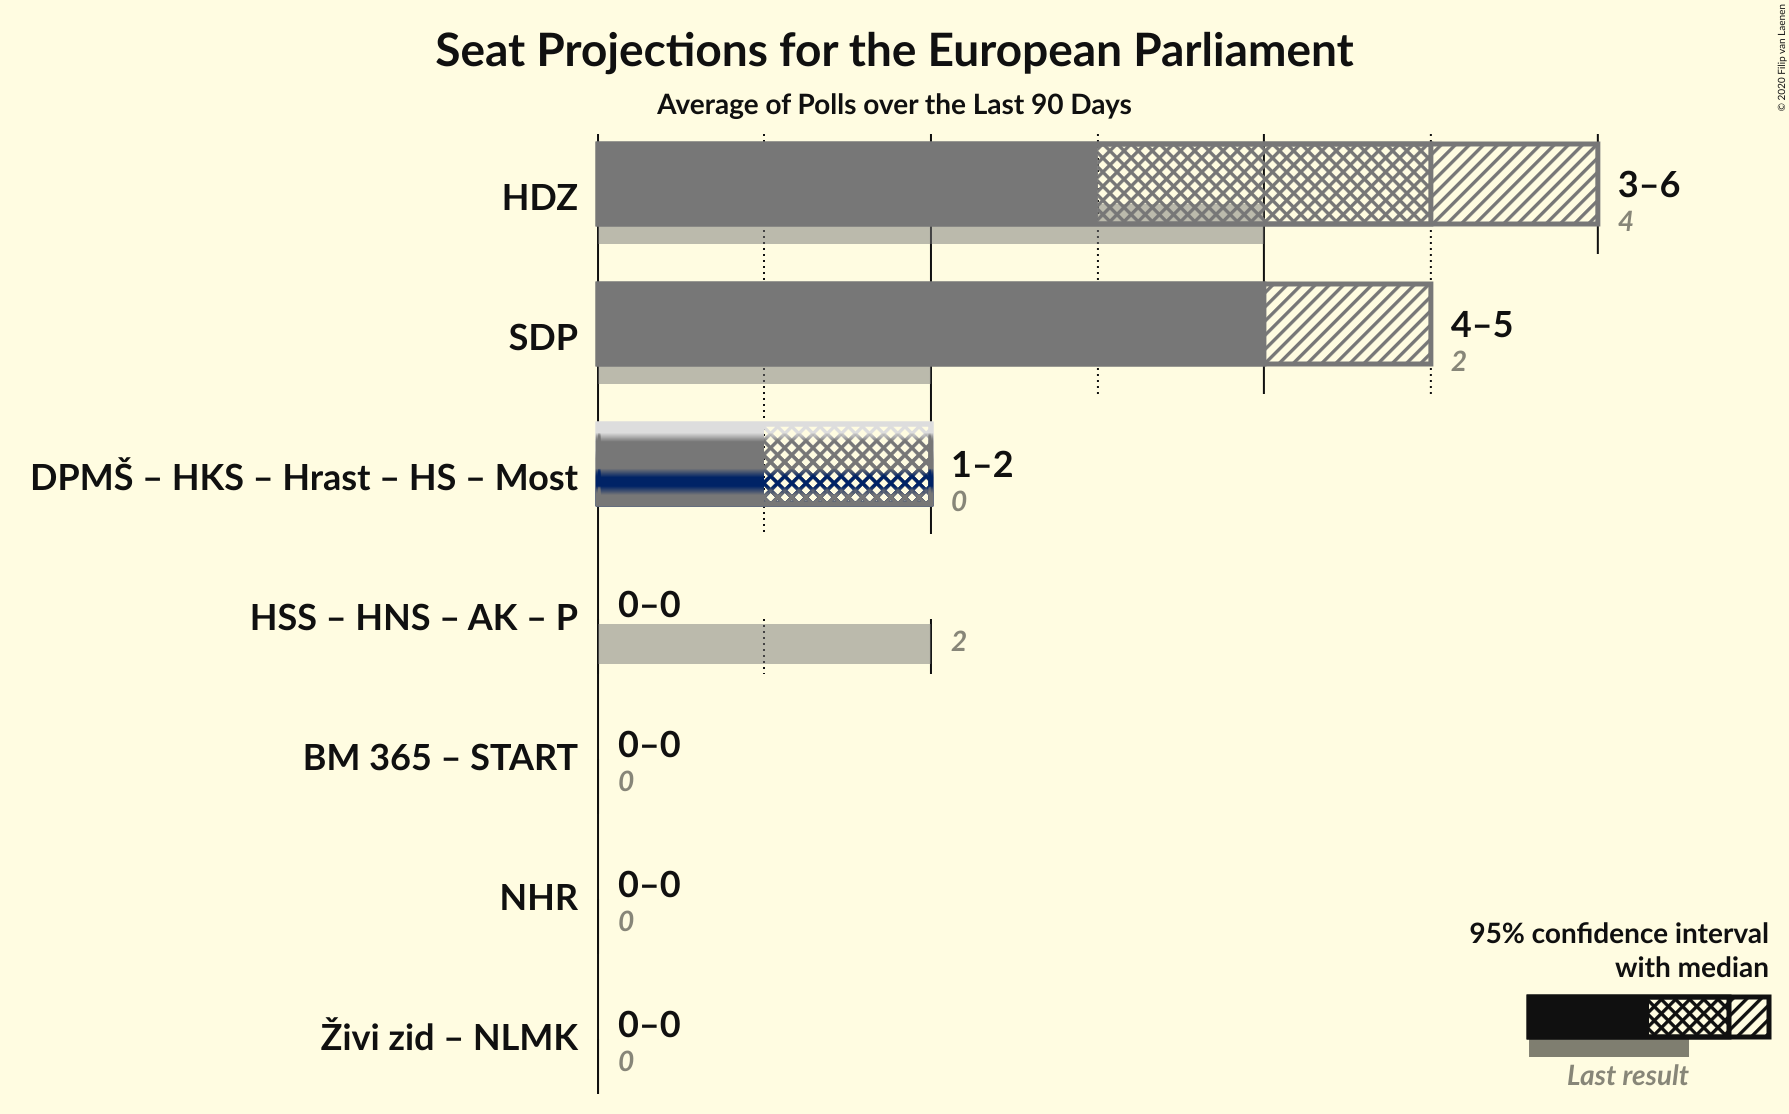 Seat Projections for the European Parliament
Average of Polls over the Last 90 Days
© 2020 Filip van Laenen
HDZ
3–6
4
SDP
4–5
2
DPMŠ – HKS – Hrast – HS – Most
1–2
0
HSS – HNS – AK – P
0–0
2
BM 365 – START
0–0
0
NHR
0–0
0
Živi zid – NLMK
0–0
0
95% confidence interval
with median
Last result